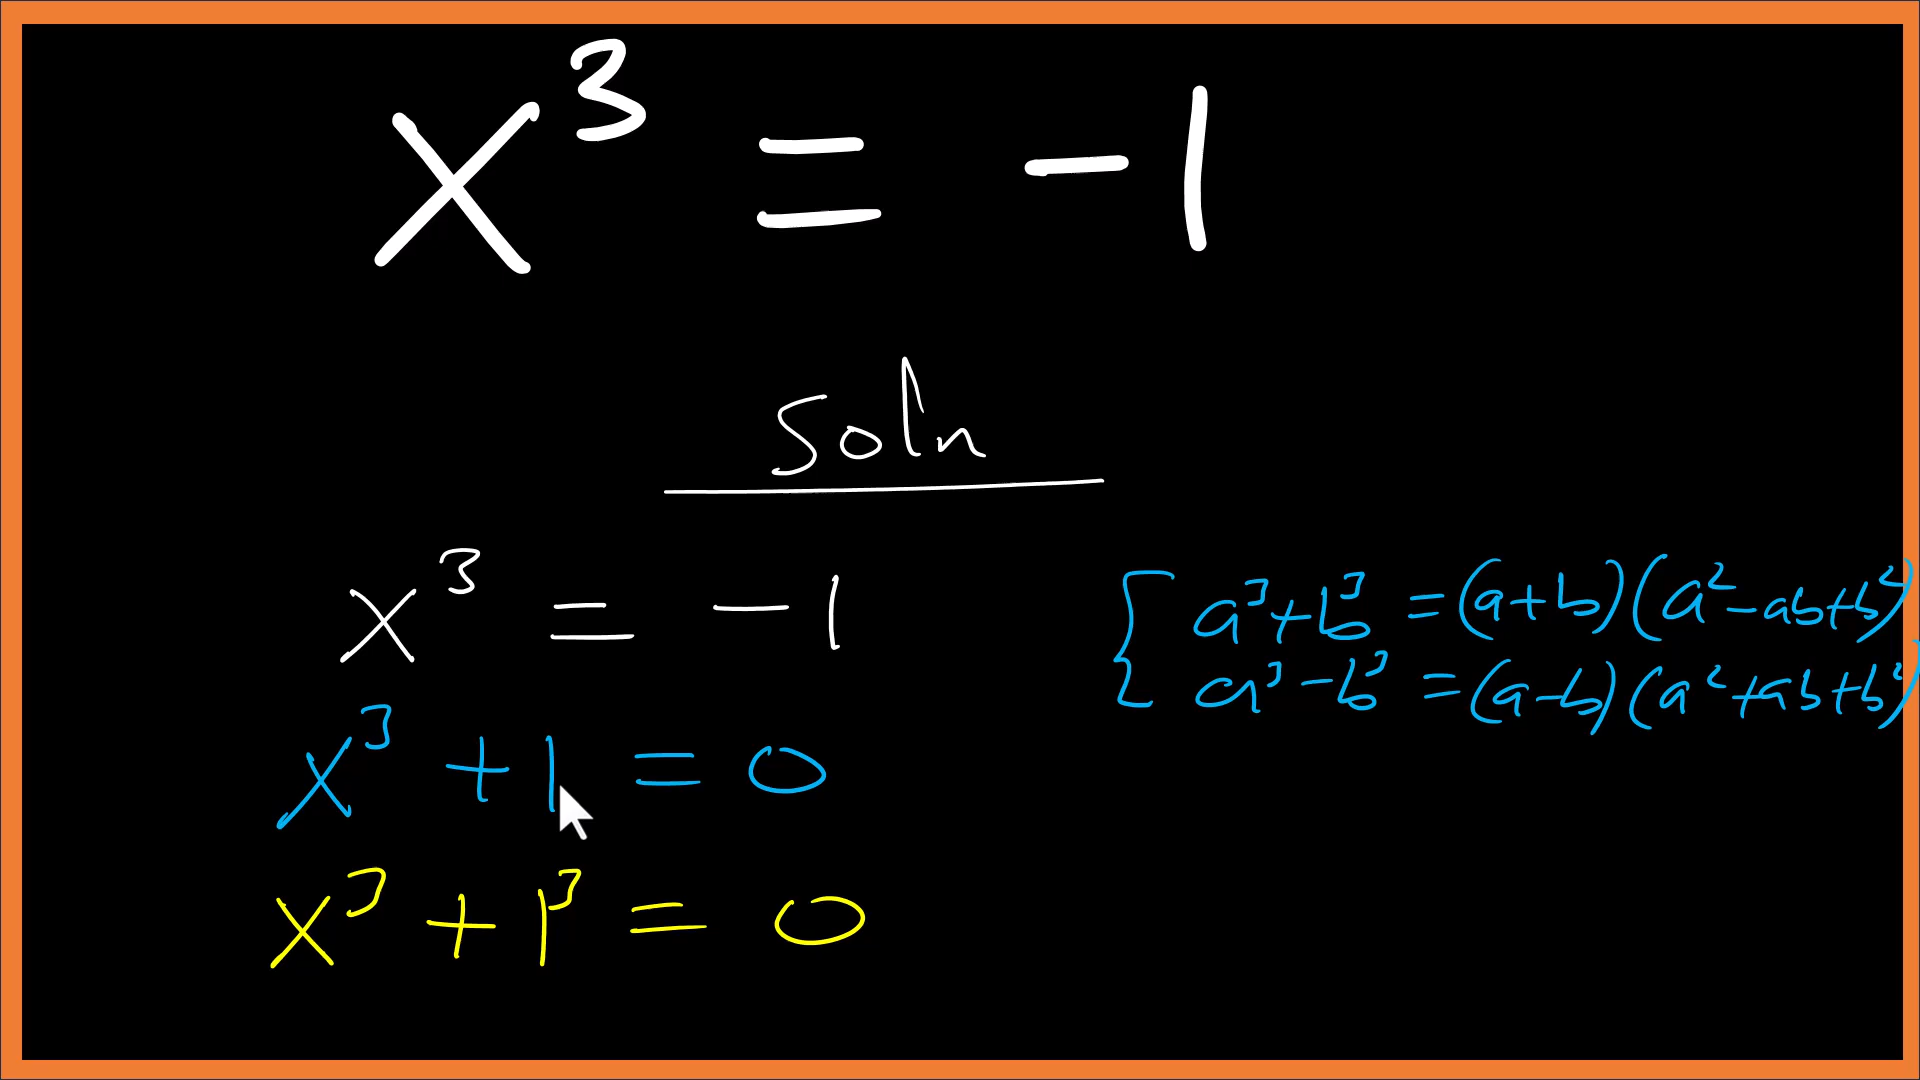 x³ = -1
Soln
x³ = -1
{ a³+b³ = (a+b)(a²-ab+b²)
a³-b³ = (a-b)(a²+ab+b²)
x³ + 1 = 0
x³ + 1³ = 0